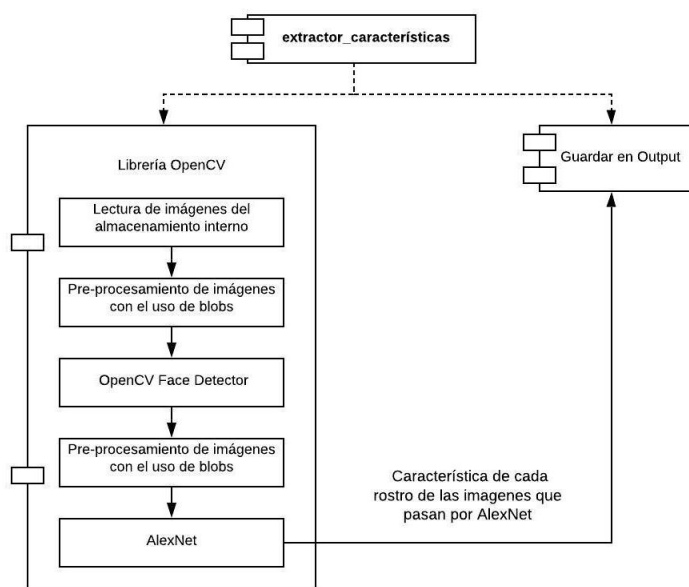 extractor_características
Librería OpenCV
Guardar en Output
Lectura de imágenes del
almacenamiento interno
Pre-procesamiento de imágenes
con el uso de blobs
OpenCV Face Detector
Pre-procesamiento de imágenes
con el uso de blobs
AlexNet
Característica de cada
rostro de las imagenes que
pasan por AlexNet